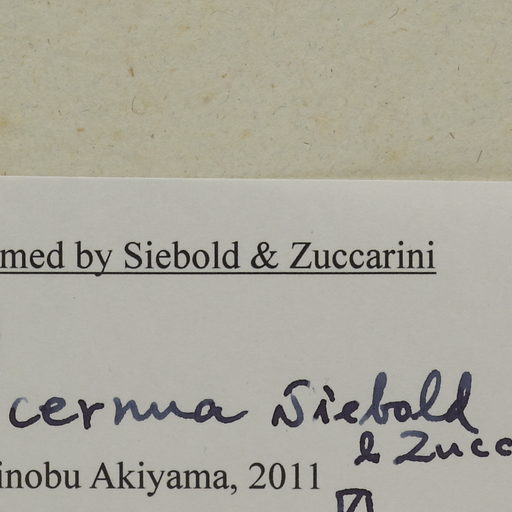 med by Siebold & Zuccarini
cernua Siebold
& Zucc
inobu Akiyama, 2011